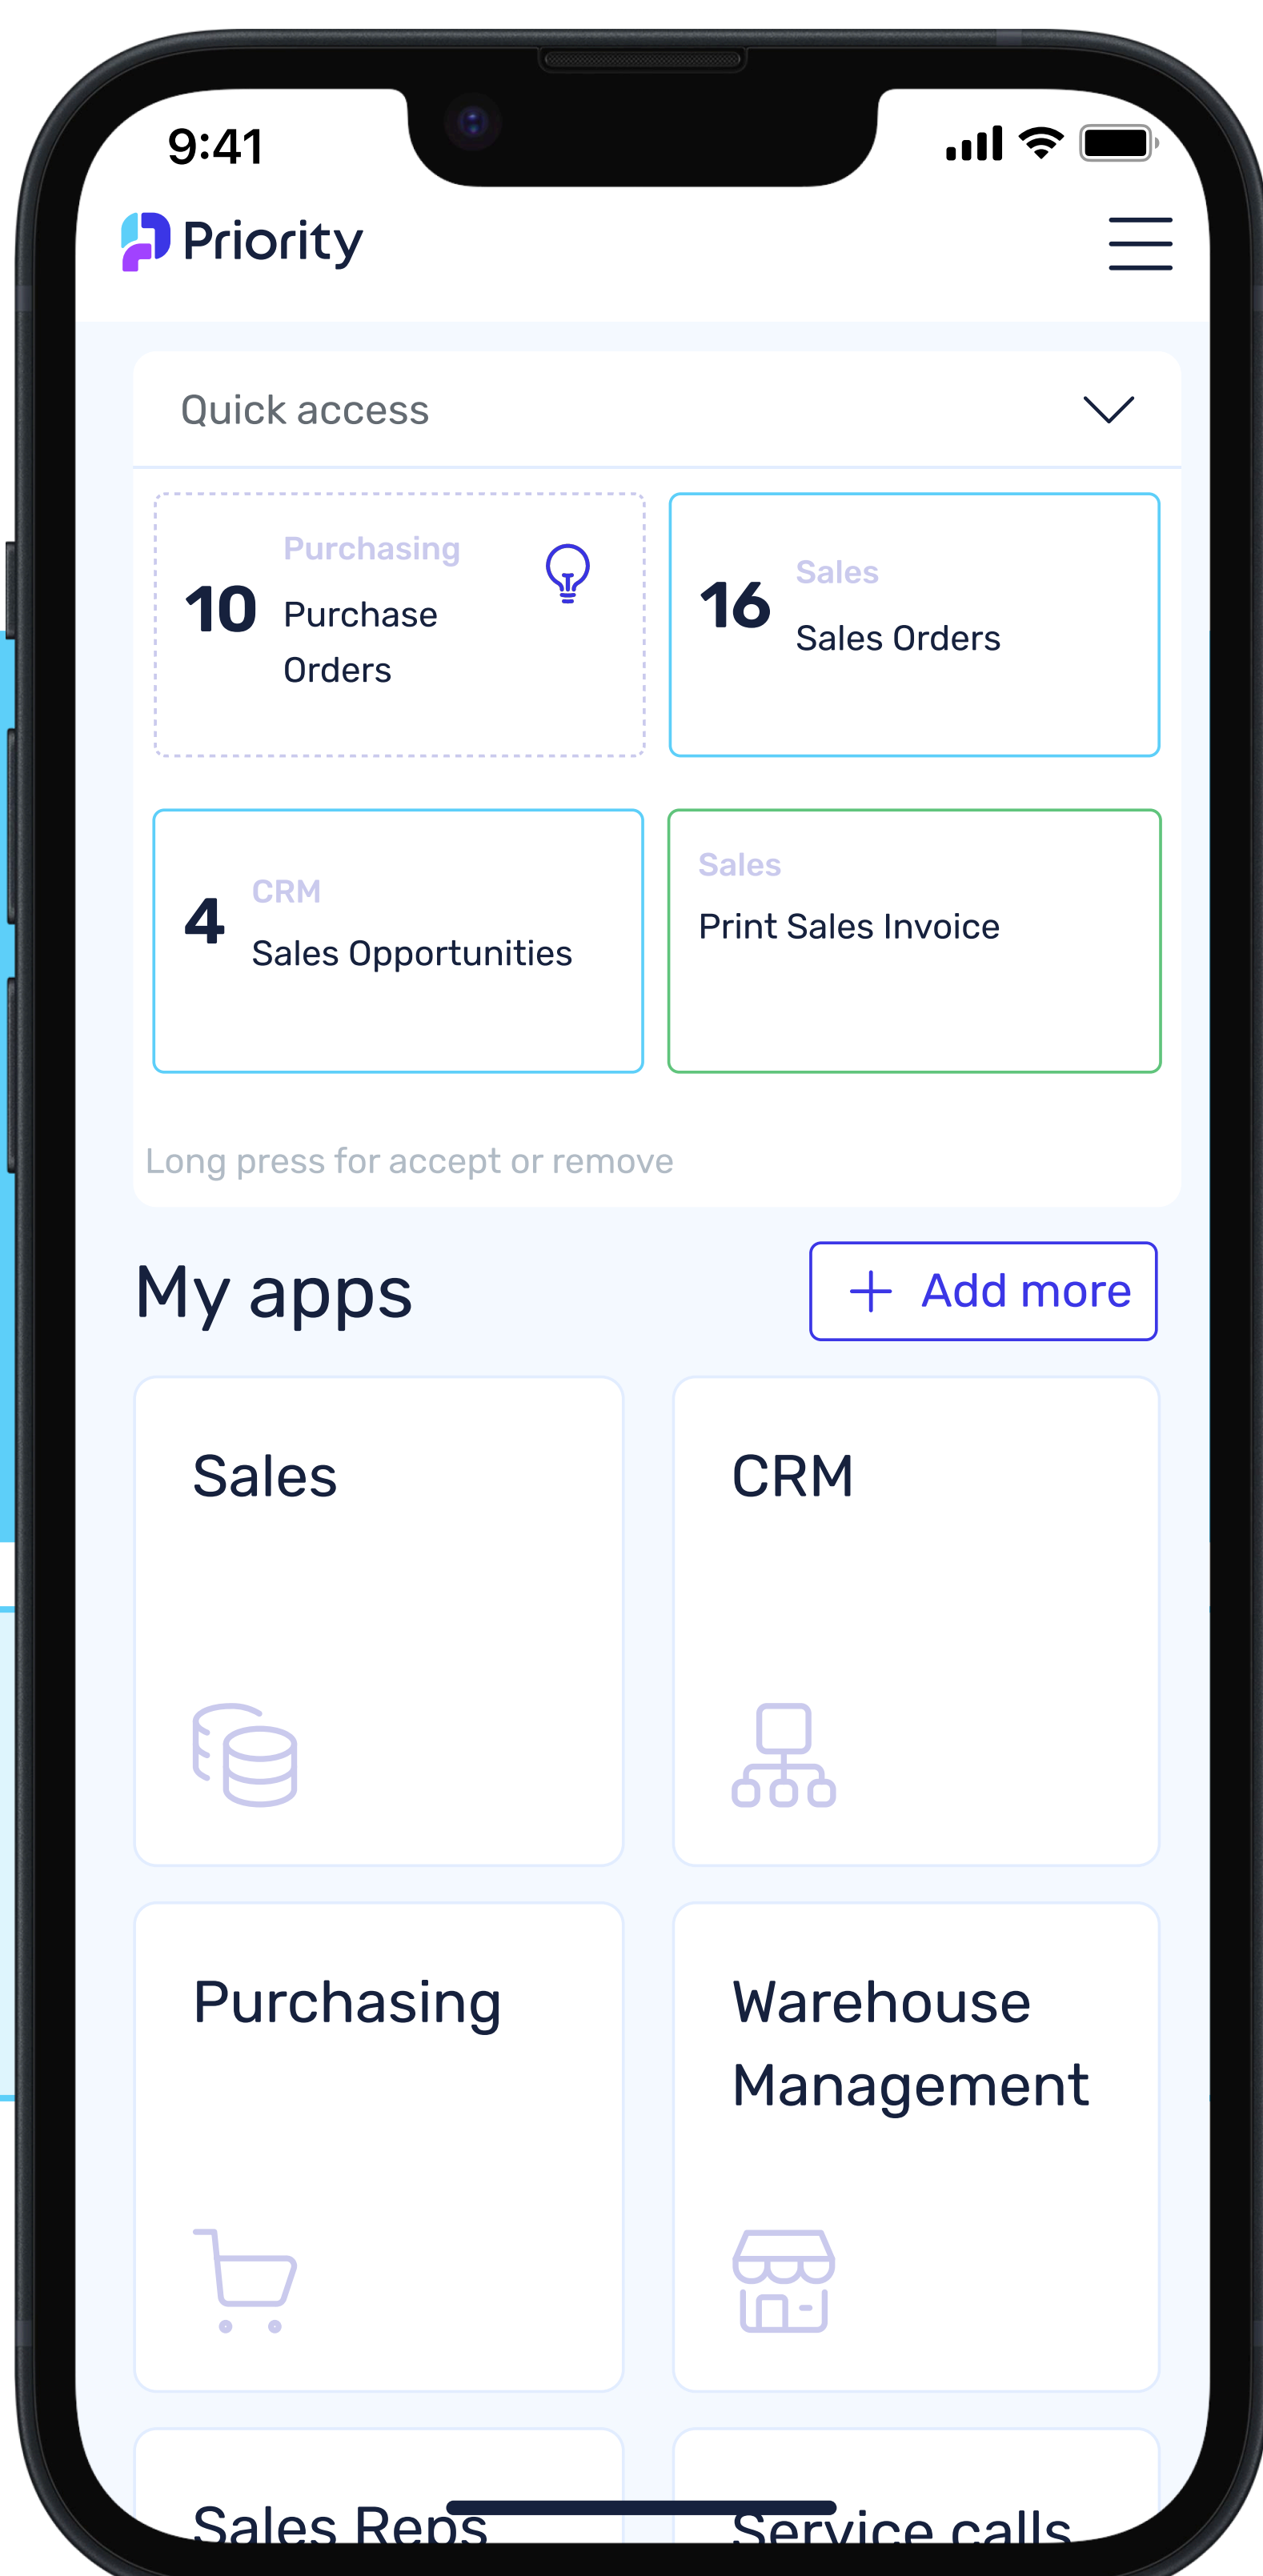 9:41
Priority
Quick access
Purchasing
10
Purchase
Orders
Sales
16
Sales Orders
CRM
4
Sales Opportunities
Sales
Print Sales Invoice
Long press for accept or remove
My apps
+ Add more
Sales
CRM
Purchasing
Warehouse
Management
Sales Reps
Service calls